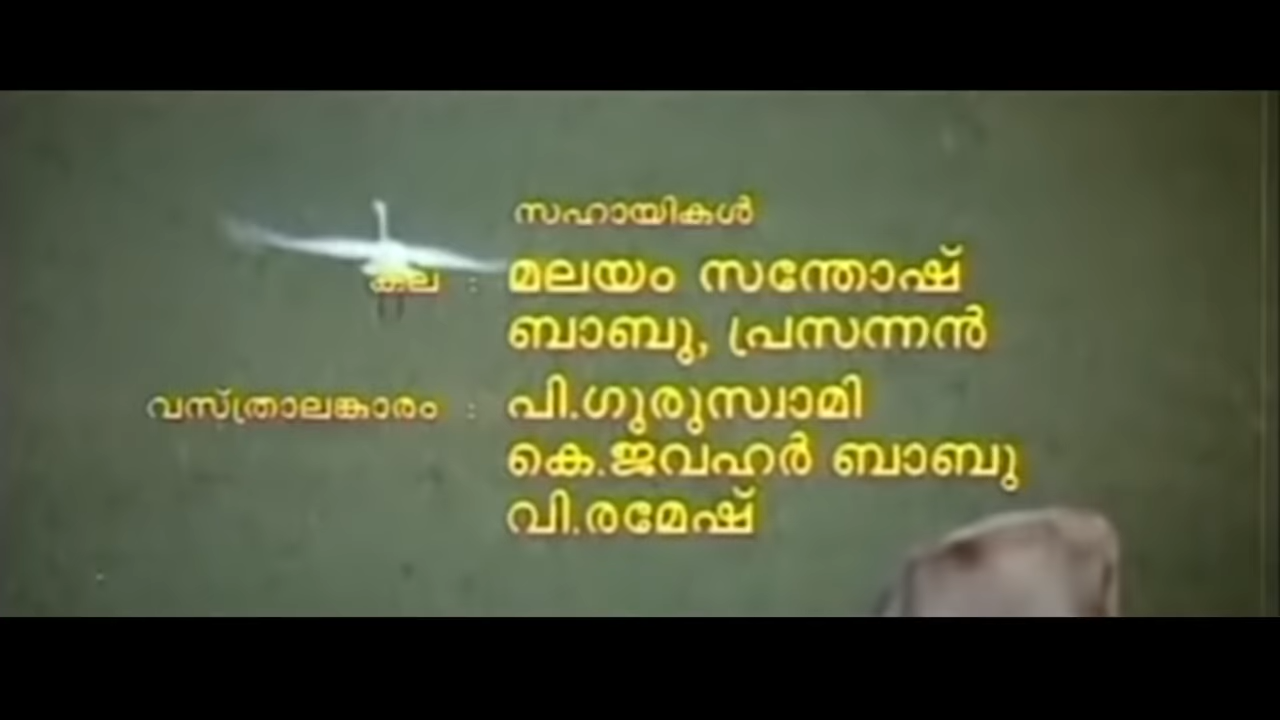 സഹായികൾ
കല : മലയം സന്തോഷ്
ബാബു, പ്രസന്നൻ
വസ്ത്രാലങ്കാരം : പി.ഗുരുസ്വാമി
കെ.ജവഹർ ബാബു
വി.രമേഷ്